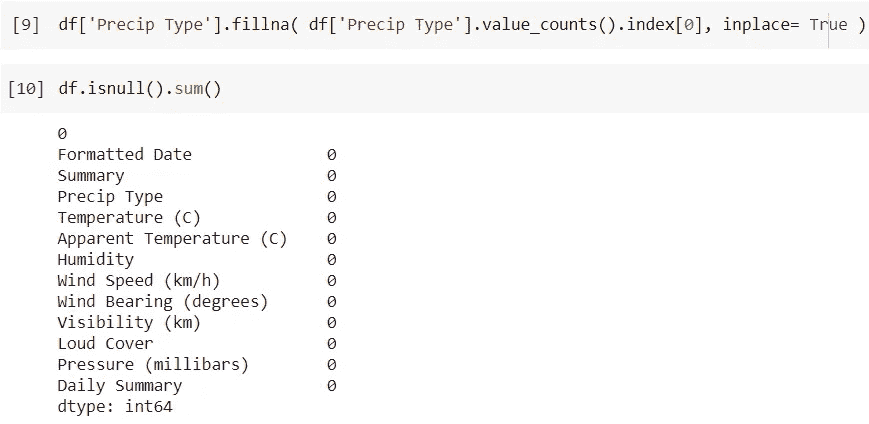 [9] df['Precip Type'].fillna( df['Precip Type'].value_counts().index[0], inplace= True )
[10] df.isnull().sum()
0
Formatted Date 0
Summary 0
Precip Type 0
Temperature (C) 0
Apparent Temperature (C) 0
Humidity 0
Wind Speed (km/h) 0
Wind Bearing (degrees) 0
Visibility (km) 0
Loud Cover 0
Pressure (millibars) 0
Daily Summary 0
dtype: int64